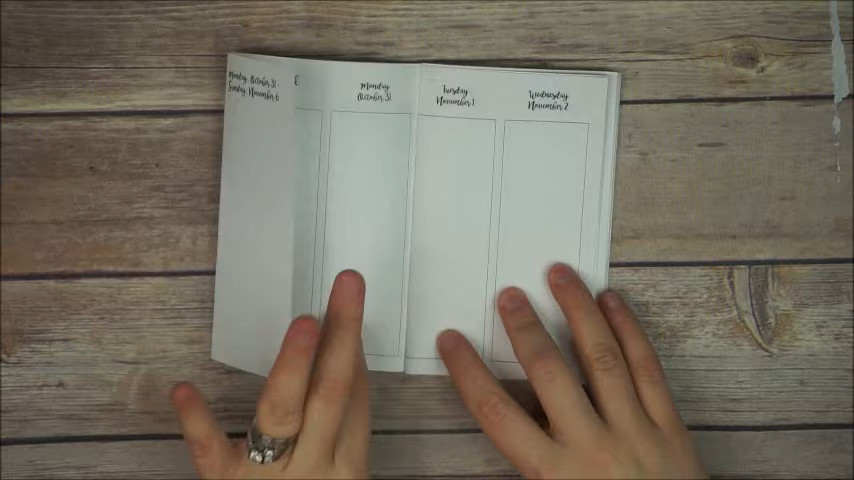 Monday, October 31 -
Sunday, November 6
Monday
October 31
Tuesday
November 1
Wednesday
November 2